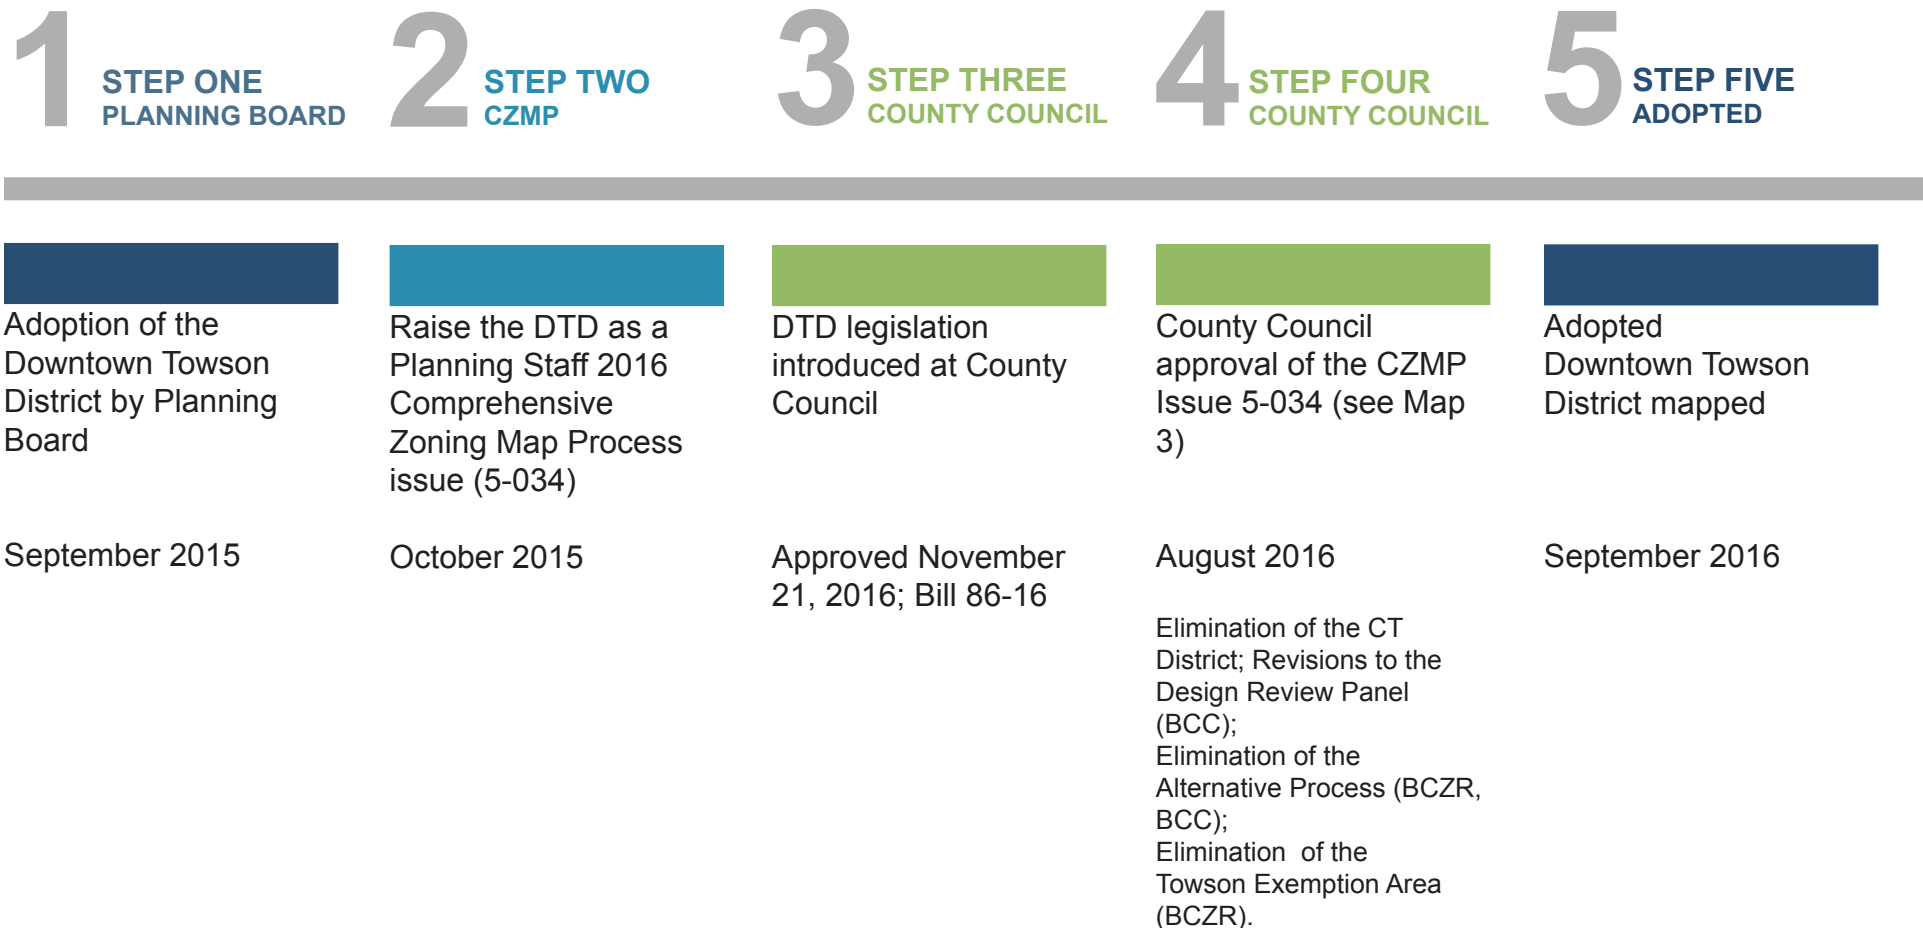 1
STEP ONE
PLANNING BOARD
2
STEP TWO
CZMP
3
STEP THREE
COUNTY COUNCIL
4
STEP FOUR
COUNTY COUNCIL
5
STEP FIVE
ADOPTED
Adoption of the
Downtown Towson
District by Planning
Board
September 2015
Raise the DTD as a
Planning Staff 2016
Comprehensive
Zoning Map Process
issue (5-034)
October 2015
DTD legislation
introduced at County
Council
Approved November
21, 2016; Bill 86-16
County Council
approval of the CZMP
Issue 5-034 (see Map
3)
August 2016
Elimination of the CT
District; Revisions to the
Design Review Panel
(BCC);
Elimination of the
Alternative Process (BCZR,
BCC);
Elimination  of the
Towson Exemption Area
(BCZR).
Adopted
Downtown Towson
District mapped
September 2016